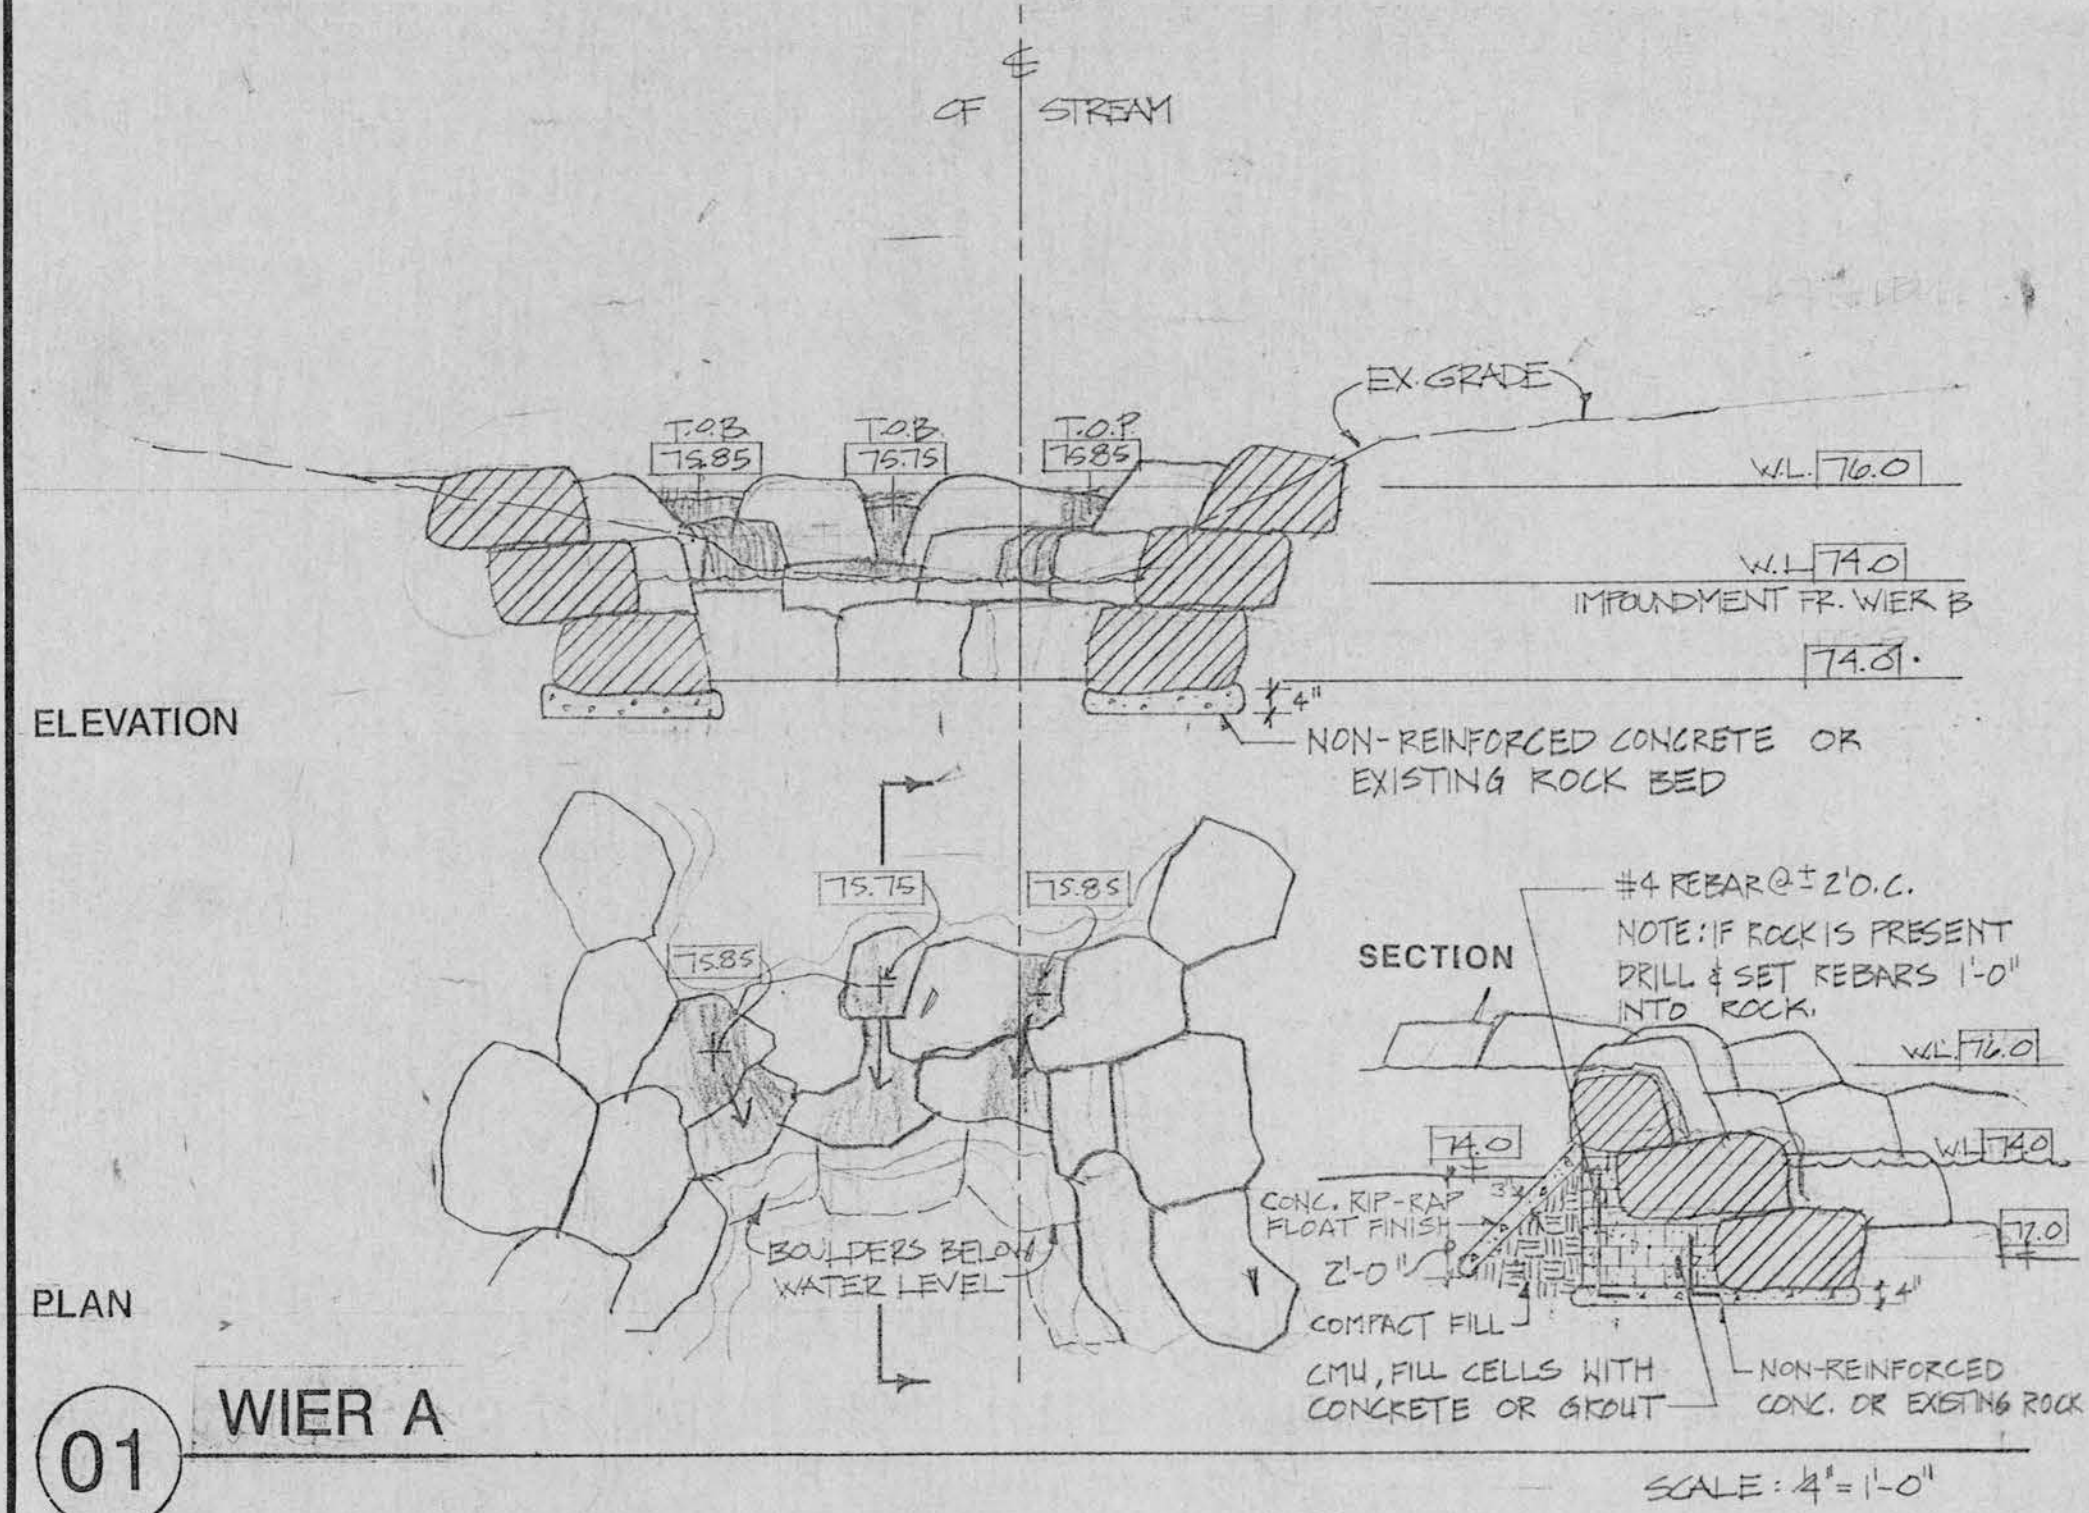 ℄
OF STREAM
EX. GRADE
T.O.B.
75.85
T.O.B.
75.75
T.O.P.
75.85
W.L. 76.0
W.L 74.0
IMPOUNDMENT FR. WIER B
74.0
4"
NON-REINFORCED CONCRETE OR
EXISTING ROCK BED
ELEVATION
75.75
75.85
75.85
BOULDERS BELOW
WATER LEVEL
PLAN
#4 REBAR @ ± 2' O.C.
NOTE: IF ROCK IS PRESENT
DRILL & SET REBARS 1'-0"
INTO ROCK.
SECTION
W.L. 76.0
74.0
W.L 74.0
CONC. RIP-RAP
FLOAT FINISH
3"
2'-0"
72.0
4"
COMPACT FILL
CMU, FILL CELLS WITH
CONCRETE OR GROUT
NON-REINFORCED
CONC. OR EXISTING ROCK
01
WIER A
SCALE: 1/4" = 1'-0"